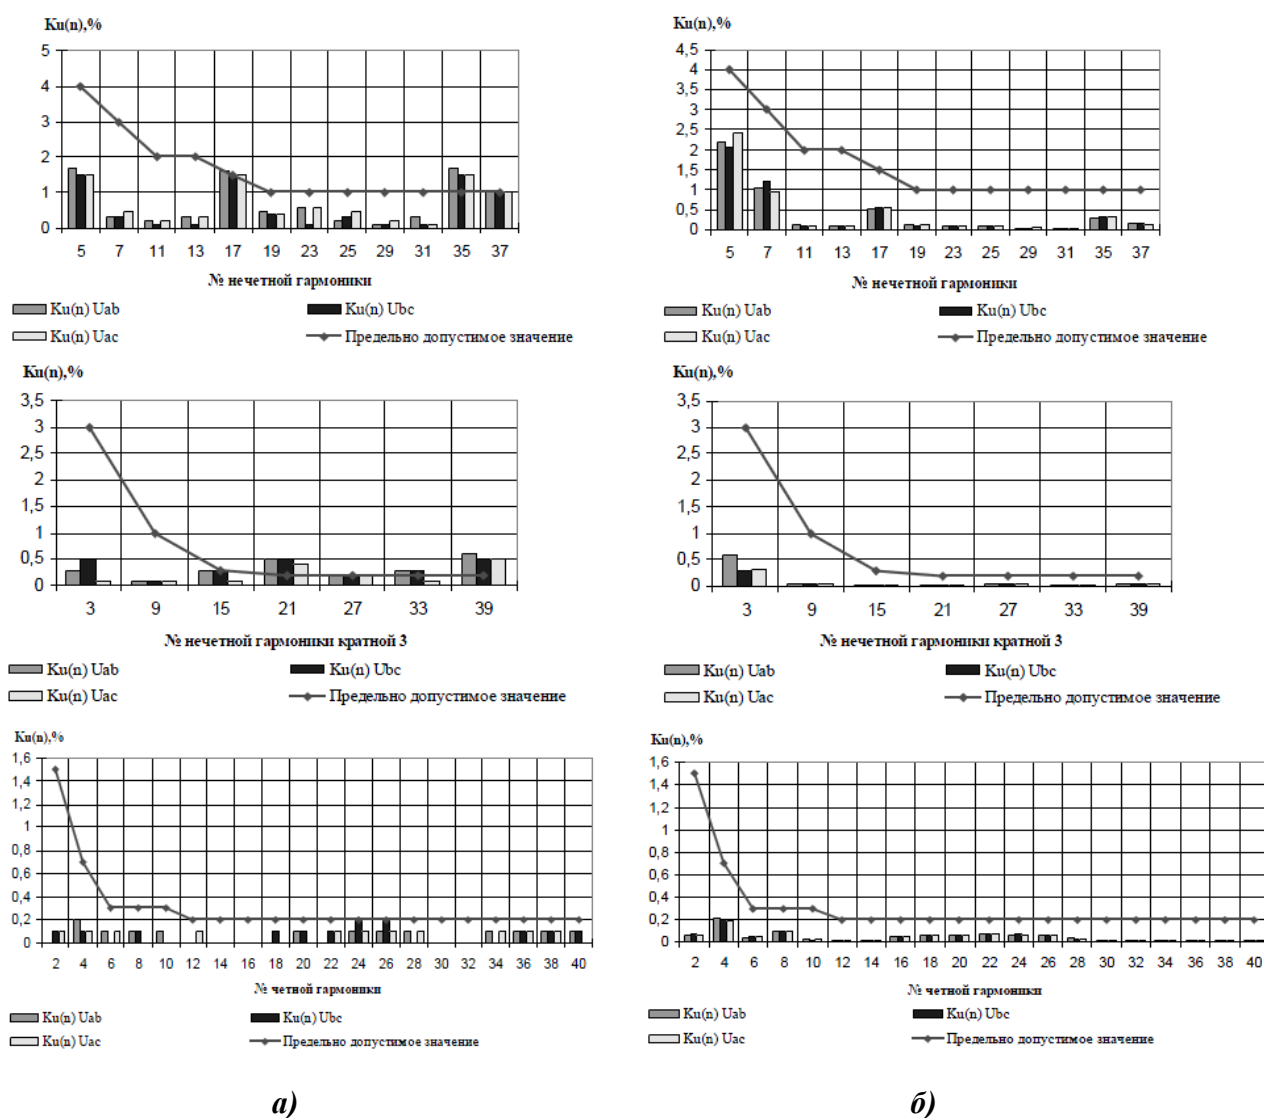 Ku(n),%
5
4
3
2
1
0
5 7 11 13 17 19 23 25 29 31 35 37
№ нечетной гармоники
Ku(n) Uab
Ku(n) Ubc
Ku(n) Uac
Предельно допустимое значение
Ku(n),%
4,5
4
3,5
3
2,5
2
1,5
1
0,5
0
5 7 11 13 17 19 23 25 29 31 35 37
№ нечетной гармоники
Ku(n) Uab
Ku(n) Ubc
Ku(n) Uac
Предельно допустимое значение
Ku(n),%
3,5
3
2,5
2
1,5
1
0,5
0
3 9 15 21 27 33 39
№ нечетной гармоники кратной 3
Ku(n) Uab
Ku(n) Ubc
Ku(n) Uac
Предельно допустимое значение
Ku(n),%
3,5
3
2,5
2
1,5
1
0,5
0
3 9 15 21 27 33 39
№ нечетной гармоники кратной 3
Ku(n) Uab
Ku(n) Ubc
Ku(n) Uac
Предельно допустимое значение
Ku(n),%
1,6
1,4
1,2
1
0,8
0,6
0,4
0,2
0
2 4 6 8 10 12 14 16 18 20 22 24 26 28 30 32 34 36 38 40
№ четной гармоники
Ku(n) Uab
Ku(n) Ubc
Ku(n) Uac
Предельно допустимое значение
Ku(n),%
1,6
1,4
1,2
1
0,8
0,6
0,4
0,2
0
2 4 6 8 10 12 14 16 18 20 22 24 26 28 30 32 34 36 38 40
№ четной гармоники
Ku(n) Uab
Ku(n) Ubc
Ku(n) Uac
Предельно допустимое значение
а)
б)